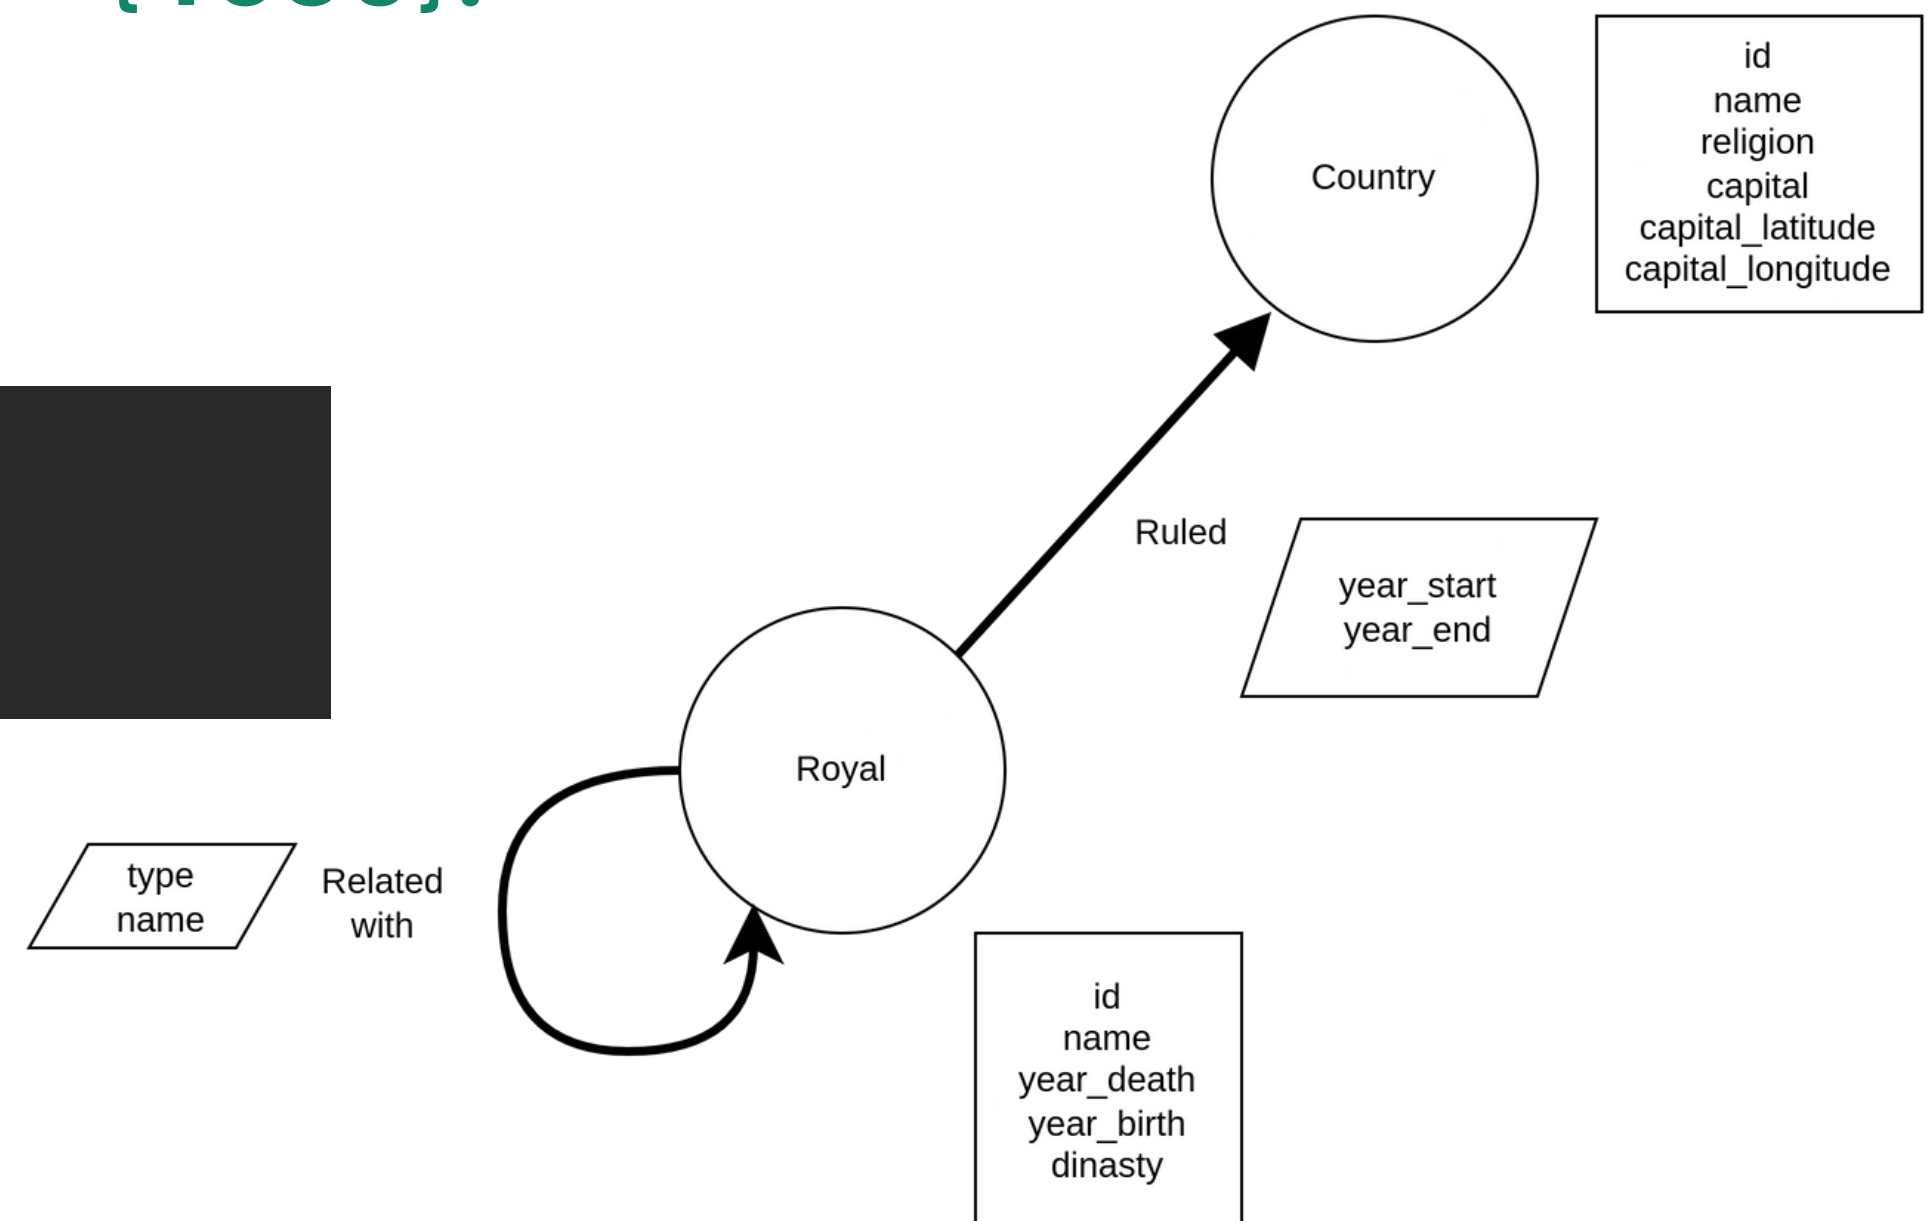 id
name
religion
capital
capital_latitude
capital_longitude
Country
Ruled
year_start
year_end
Royal
type
name
Related
with
id
name
year_death
year_birth
dinasty